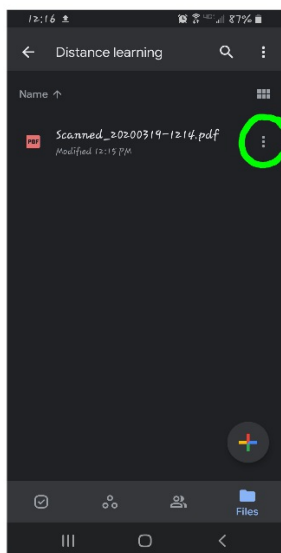 12:16 87%
Distance learning
Name
PDF Scanned_20200319-1214.pdf
Modified 12:15 PM
Files